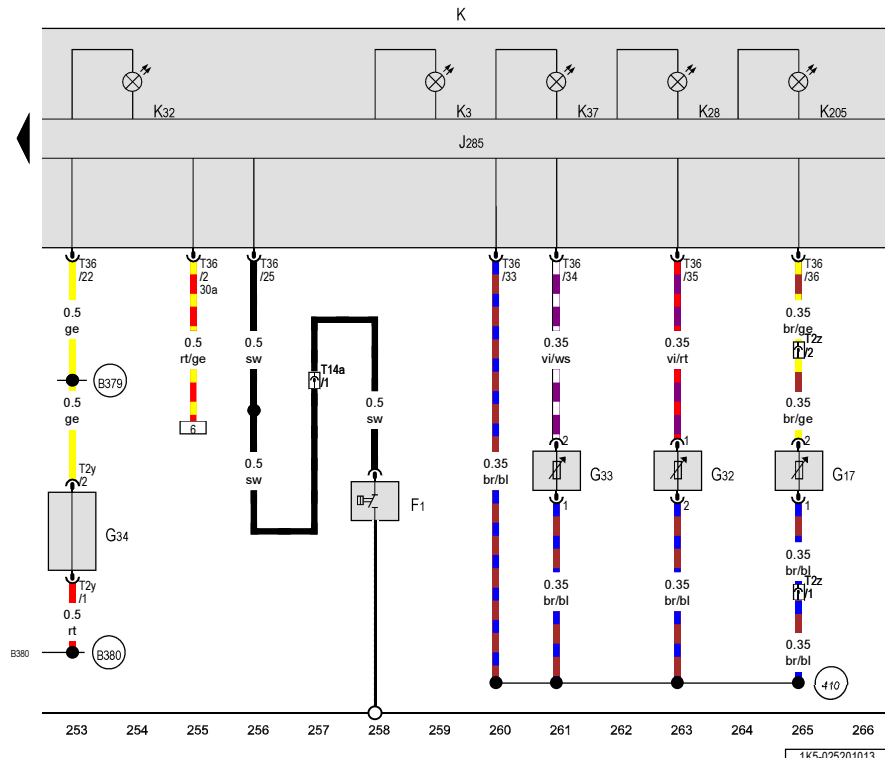 K
K32 K3 K37 K28 K205
J285
T36 /22
T36 /2 30a
T36 /25
T36 /33
T36 /34
T36 /35
T36 /36
0.5 ge
0.5 rt/ge
0.5 sw
0.35 vi/ws
0.35 vi/rt
0.35 br/ge
T2z /2
T14a /1
B379
0.5 ge
6
0.5 sw
0.5 sw
0.35 br/bl
0.35 br/ge
2 1 2
T2y /2
G34
F1
G33
G32
G17
1 2 1
T2y /1
0.5 rt
0.35 br/bl
0.35 br/bl
0.35 br/bl
T2z /1
0.35 br/bl
B380 B380
410
253 254 255 256 257 258 259 260 261 262 263 264 265 266
1K5-025201013